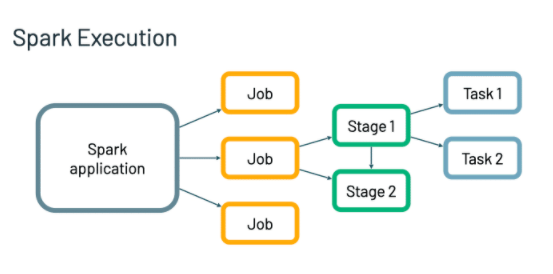 Spark Execution
Job
Task 1
Stage 1
Spark
application
Job
Task 2
Stage 2
Job